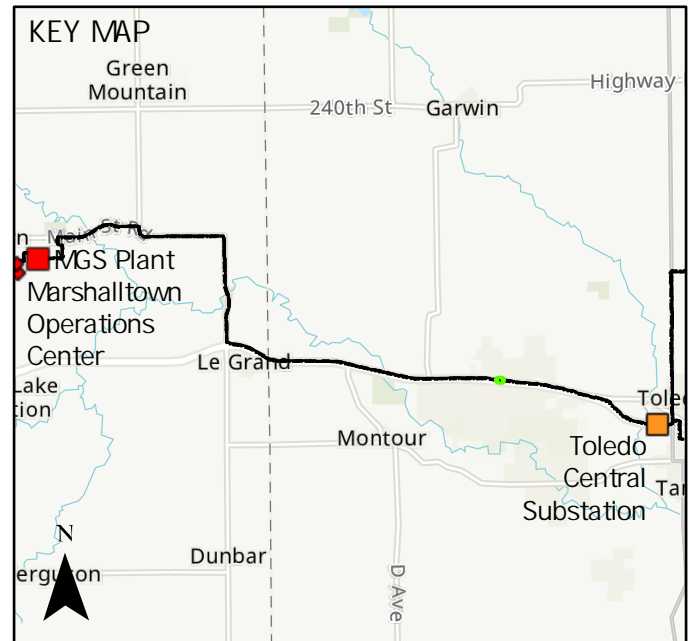 KEY MAP
Green
Mountain
Highway
240th St
Garwin
Main St Rd
MGS Plant
Marshalltown
Operations
Center
Lake
Le Grand
Montour
Toledo
Central
Substation
N
Dunbar
D Ave